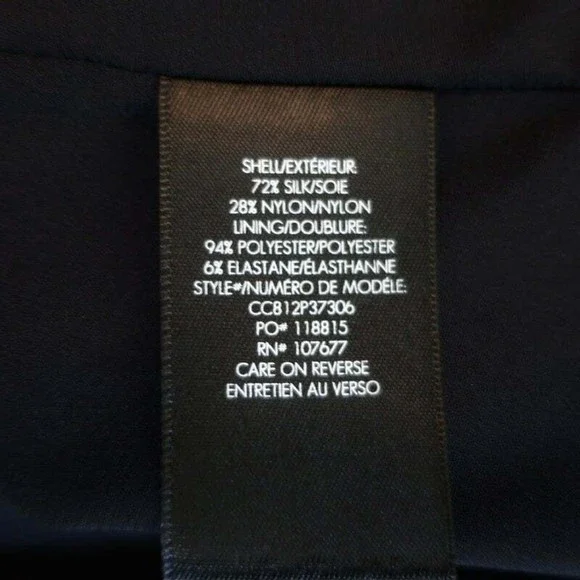 SHELL/EXTÉRIEUR:
72% SILK/SOIE
28% NYLON/NYLON
LINING/DOUBLURE:
94% POLYESTER/POLYESTER
6% ELASTANE/ÉLASTHANNE
STYLE#/NUMÉRO DE MODÉLE:
CC812P37306
PO# 118815
RN# 107677
CARE ON REVERSE
ENTRETIEN AU VERSO